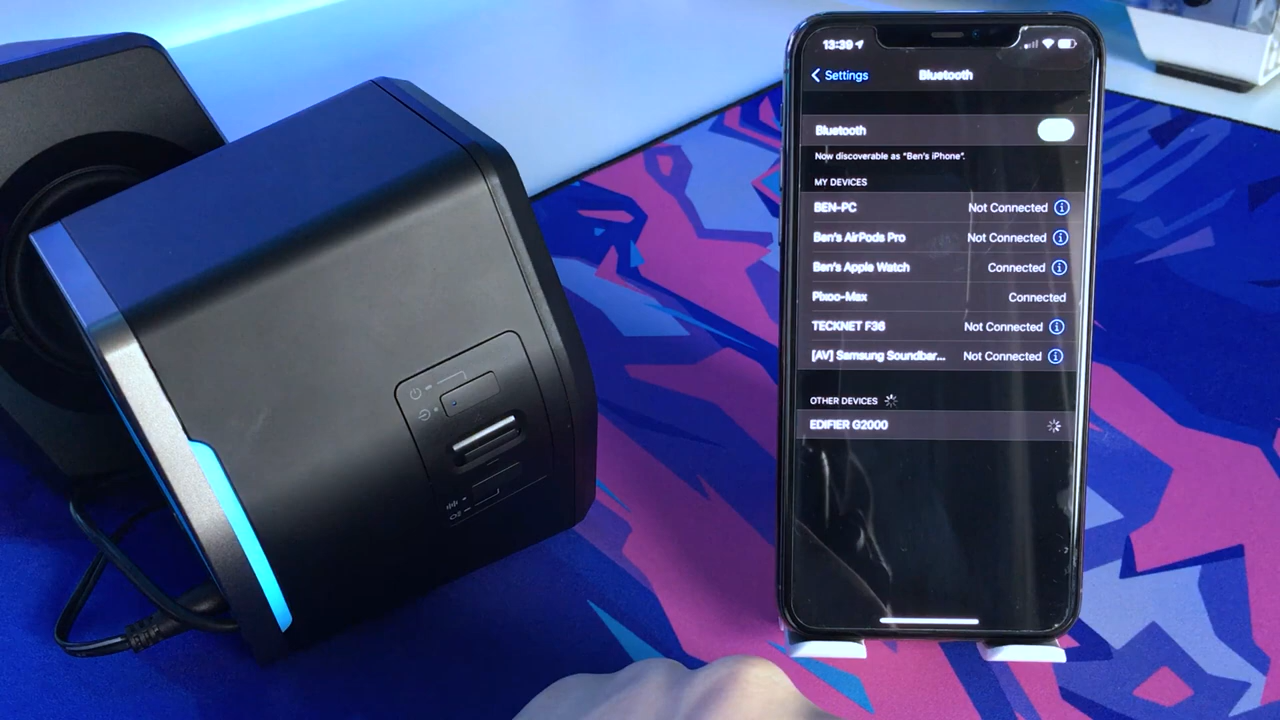 13:39
Settings
Bluetooth
Bluetooth
Now discoverable as “Ben's iPhone”.
MY DEVICES
BEN-PC Not Connected
Ben's AirPods Pro Not Connected
Ben's Apple Watch Connected
Pixoo-Max Connected
TECKNET F36 Not Connected
[AV] Samsung Soundbar... Not Connected
OTHER DEVICES
EDIFIER G2000